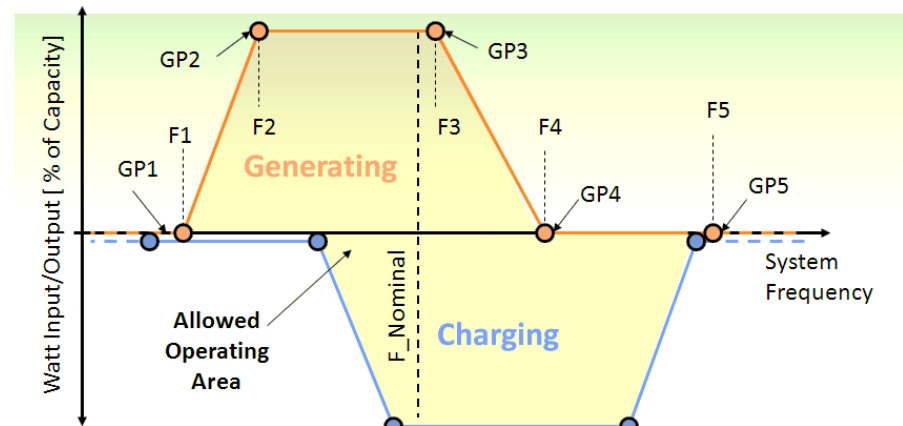 Watt Input/Output [ % of Capacity]
GP2
GP3
F1
F2
F3
F4
F5
GP1
Generating
GP4
GP5
System
Frequency
F_Nominal
Allowed
Operating
Area
Charging